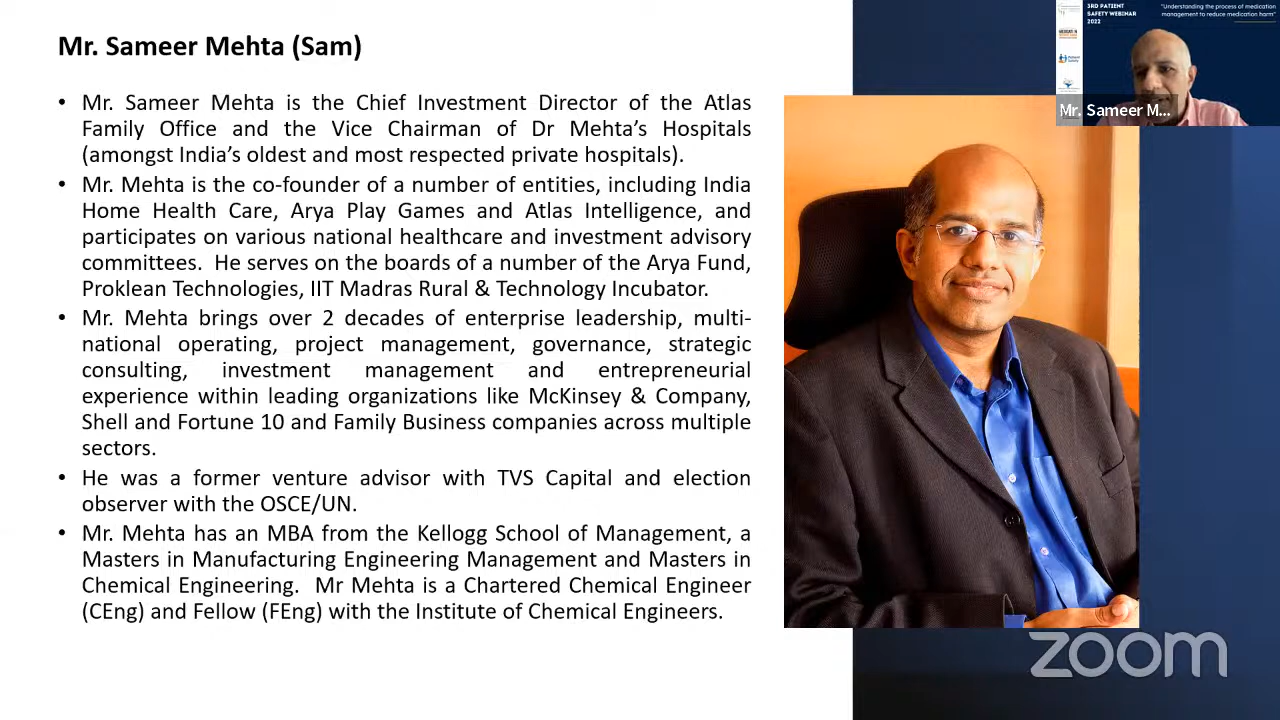 Mr. Sameer Mehta (Sam)
• Mr. Sameer Mehta is the Chief Investment Director of the Atlas
Family Office and the Vice Chairman of Dr Mehta’s Hospitals
(amongst India’s oldest and most respected private hospitals).
• Mr. Mehta is the co-founder of a number of entities, including India
Home Health Care, Arya Play Games and Atlas Intelligence, and
participates on various national healthcare and investment advisory
committees. He serves on the boards of a number of the Arya Fund,
Proklean Technologies, IIT Madras Rural & Technology Incubator.
• Mr. Mehta brings over 2 decades of enterprise leadership, multi-
national operating, project management, governance, strategic
consulting, investment management and entrepreneurial
experience within leading organizations like McKinsey & Company,
Shell and Fortune 10 and Family Business companies across multiple
sectors.
• He was a former venture advisor with TVS Capital and election
observer with the OSCE/UN.
• Mr. Mehta has an MBA from the Kellogg School of Management, a
Masters in Manufacturing Engineering Management and Masters in
Chemical Engineering. Mr Mehta is a Chartered Chemical Engineer
(CEng) and Fellow (FEng) with the Institute of Chemical Engineers.
3RD PATIENT
SAFETY WEBINAR
2022
"Understanding the process of medication
management to reduce medication harm"
Mr. Sameer M...
zoom